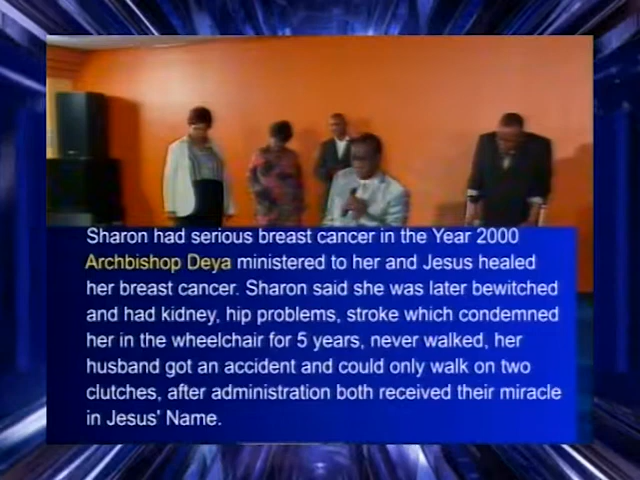 Sharon had serious breast cancer in the Year 2000
Archbishop Deya ministered to her and Jesus healed
her breast cancer. Sharon said she was later bewitched
and had kidney, hip problems, stroke which condemned
her in the wheelchair for 5 years, never walked, her
husband got an accident and could only walk on two
clutches, after administration both received their miracle
in Jesus' Name.